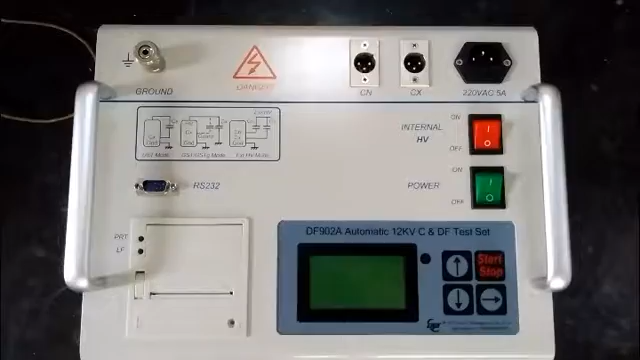 GROUND
DANGER
CN
CX
220VAC 5A
INTERNAL
HV
ON
OFF
RS232
POWER
ON
OFF
PRT
LF
DF902A Automatic 12KV C & DF Test Set
Start
Stop